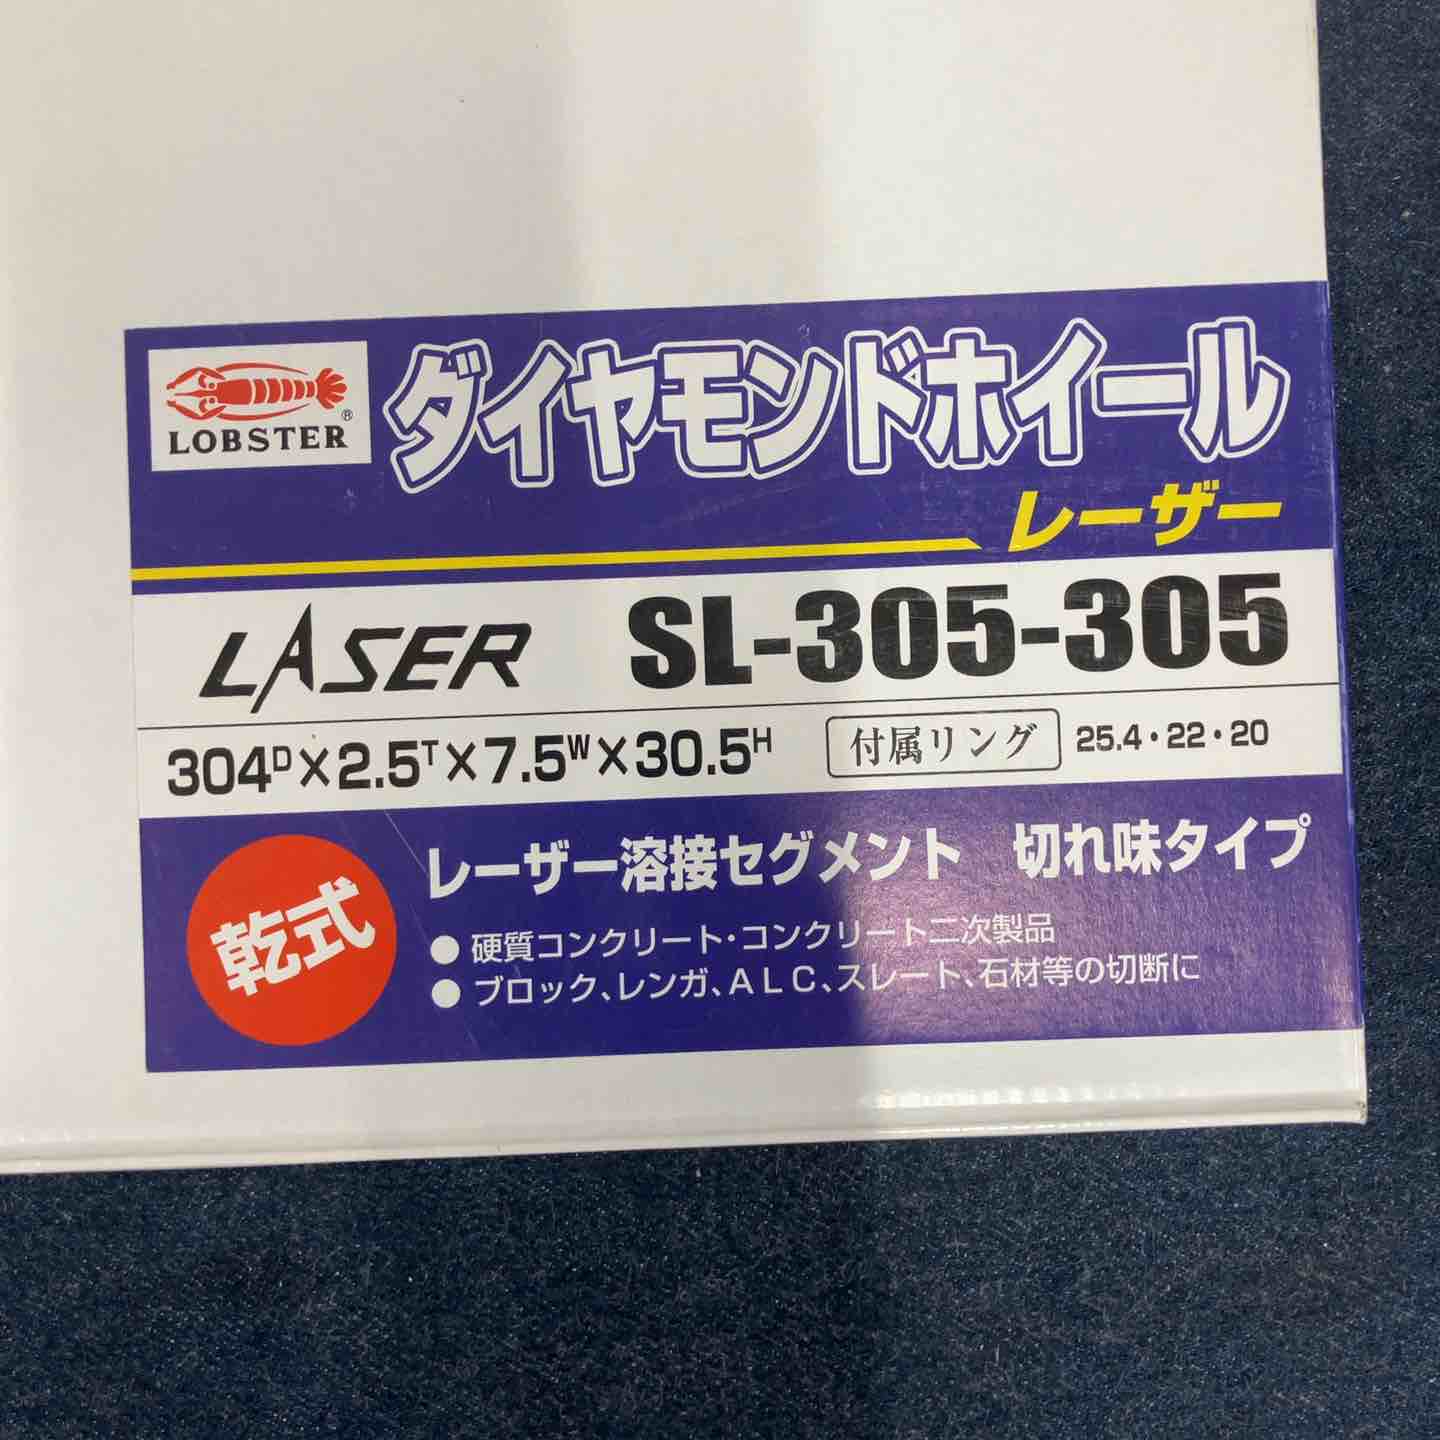 LOBSTER®
ダイヤモンドホイール
レーザー
LASER SL-305-305
304ᴰ×2.5ᵀ×7.5ᵂ×30.5ᴴ 付属リング 25.4・22・20
乾式
レーザー溶接セグメント 切れ味タイプ
●硬質コンクリート・コンクリート二次製品
●ブロック、レンガ、ALC、スレート、石材等の切断に